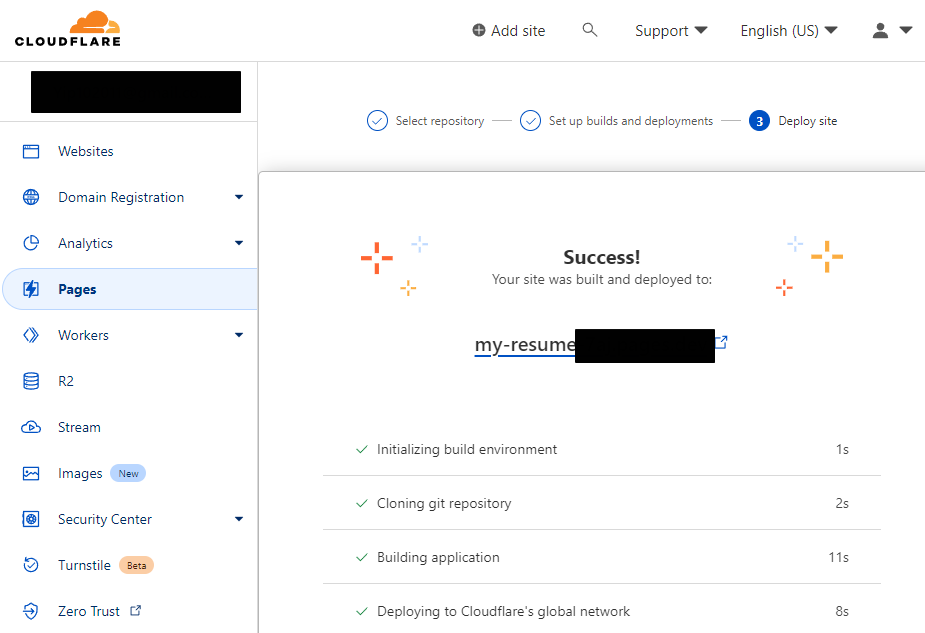 CLOUDFLARE
Add site
Support
English (US)
Select repository
Set up builds and deployments
3 Deploy site
Websites
Domain Registration
Analytics
Pages
Workers
R2
Stream
Images New
Security Center
Turnstile Beta
Zero Trust
Success!
Your site was built and deployed to:
my-resume
Initializing build environment 1s
Cloning git repository 2s
Building application 11s
Deploying to Cloudflare's global network 8s